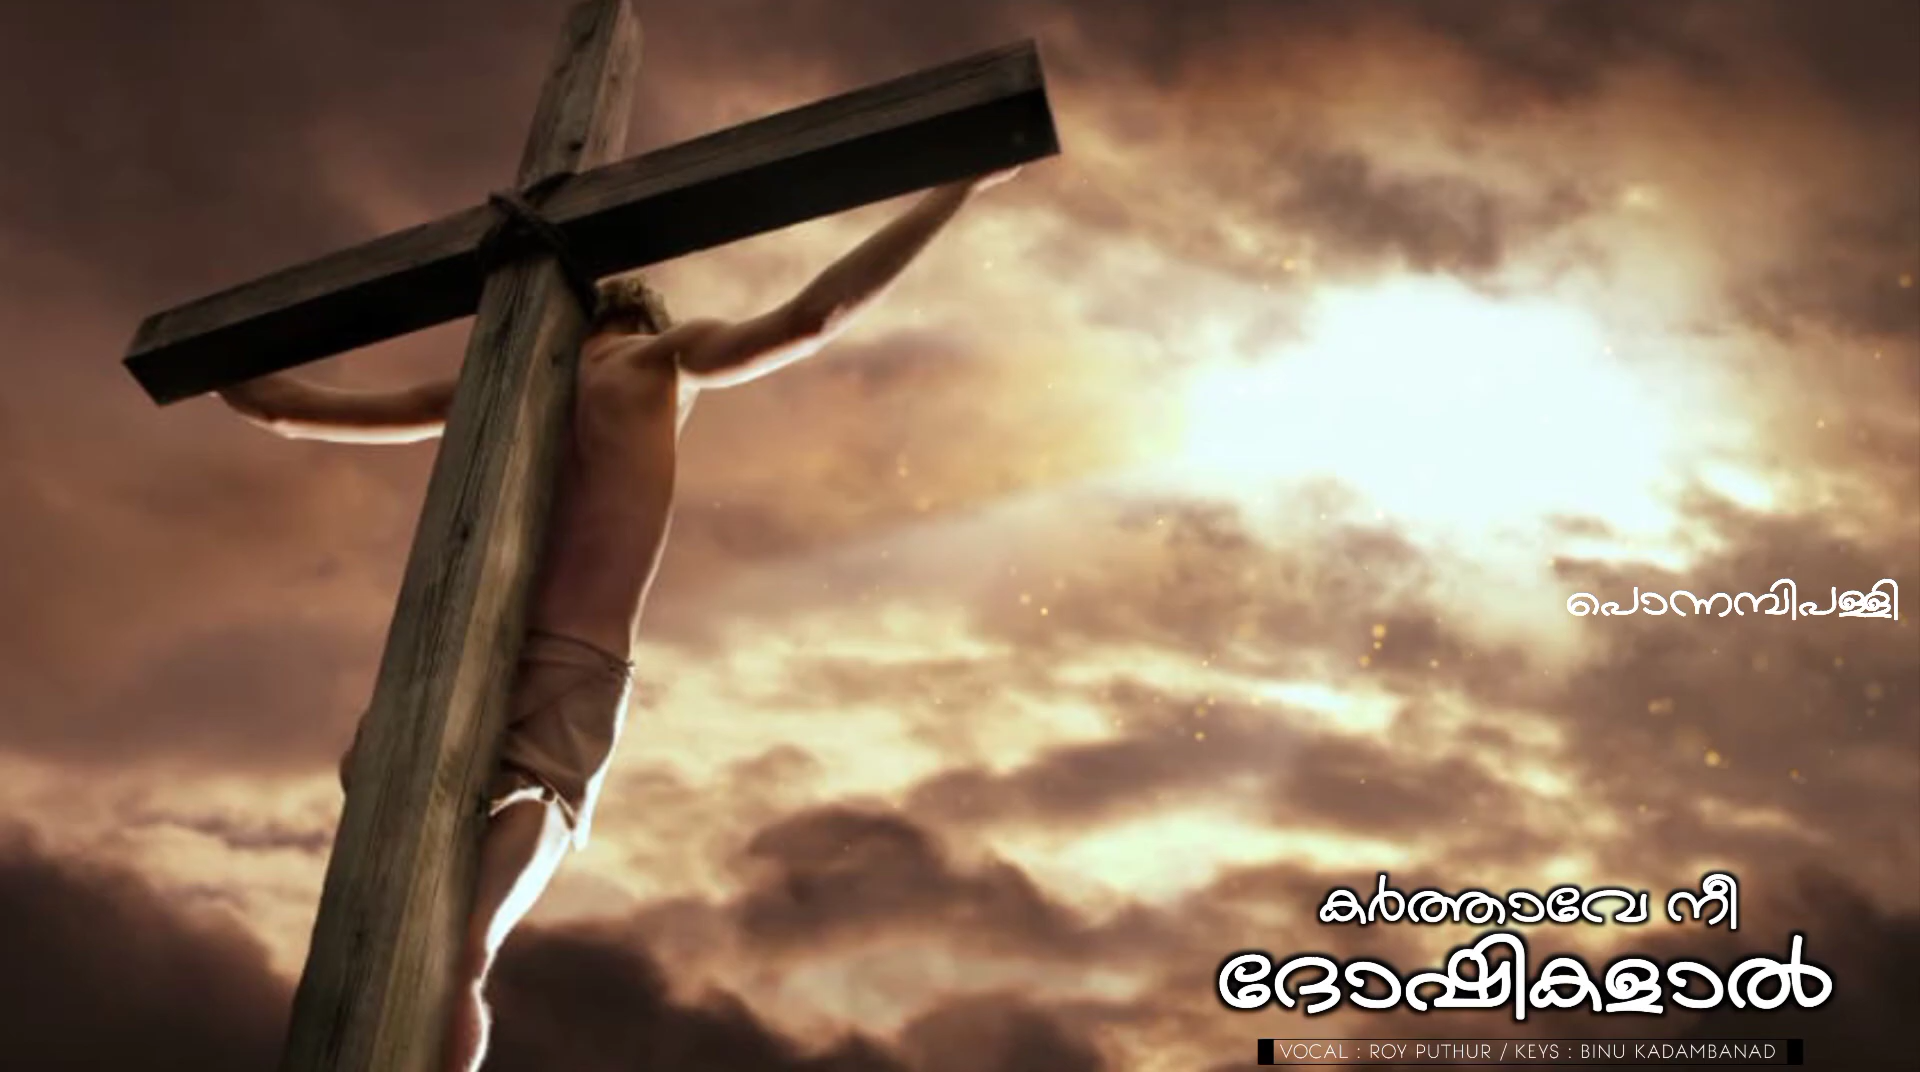 പൊന്നമ്പിപള്ളി
കർത്താവേ നീ
ദോഷികളാൽ
VOCAL : ROY PUTHUR / KEYS : BINU KADAMBANAD